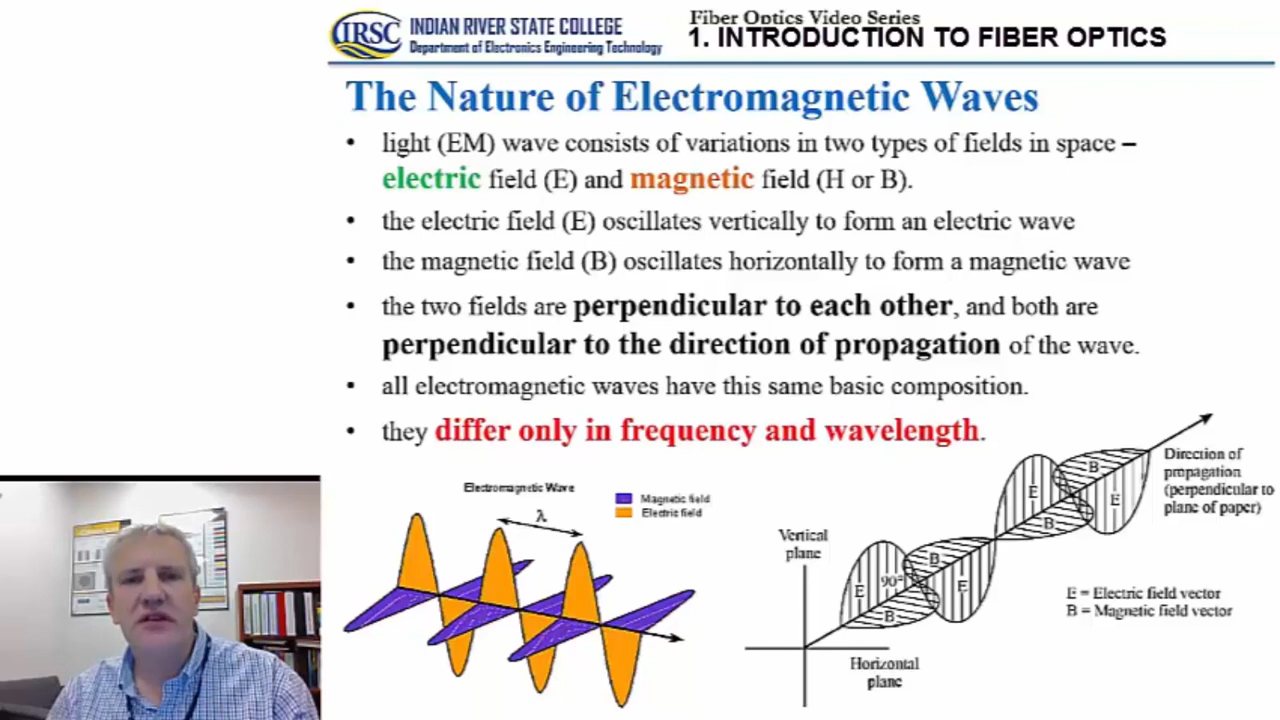 IRSC
INDIAN RIVER STATE COLLEGE
Department of Electronics Engineering Technology
Fiber Optics Video Series
1. INTRODUCTION TO FIBER OPTICS
The Nature of Electromagnetic Waves
• light (EM) wave consists of variations in two types of fields in space –
electric field (E) and magnetic field (H or B).
• the electric field (E) oscillates vertically to form an electric wave
• the magnetic field (B) oscillates horizontally to form a magnetic wave
• the two fields are perpendicular to each other, and both are
perpendicular to the direction of propagation of the wave.
• all electromagnetic waves have this same basic composition.
• they differ only in frequency and wavelength.
Electromagnetic Wave
Magnetic field
Electric field
λ
Vertical
plane
Horizontal
plane
E
90°
B
B
E
E
B
B
E
Direction of
propagation
(perpendicular to
plane of paper)
E = Electric field vector
B = Magnetic field vector